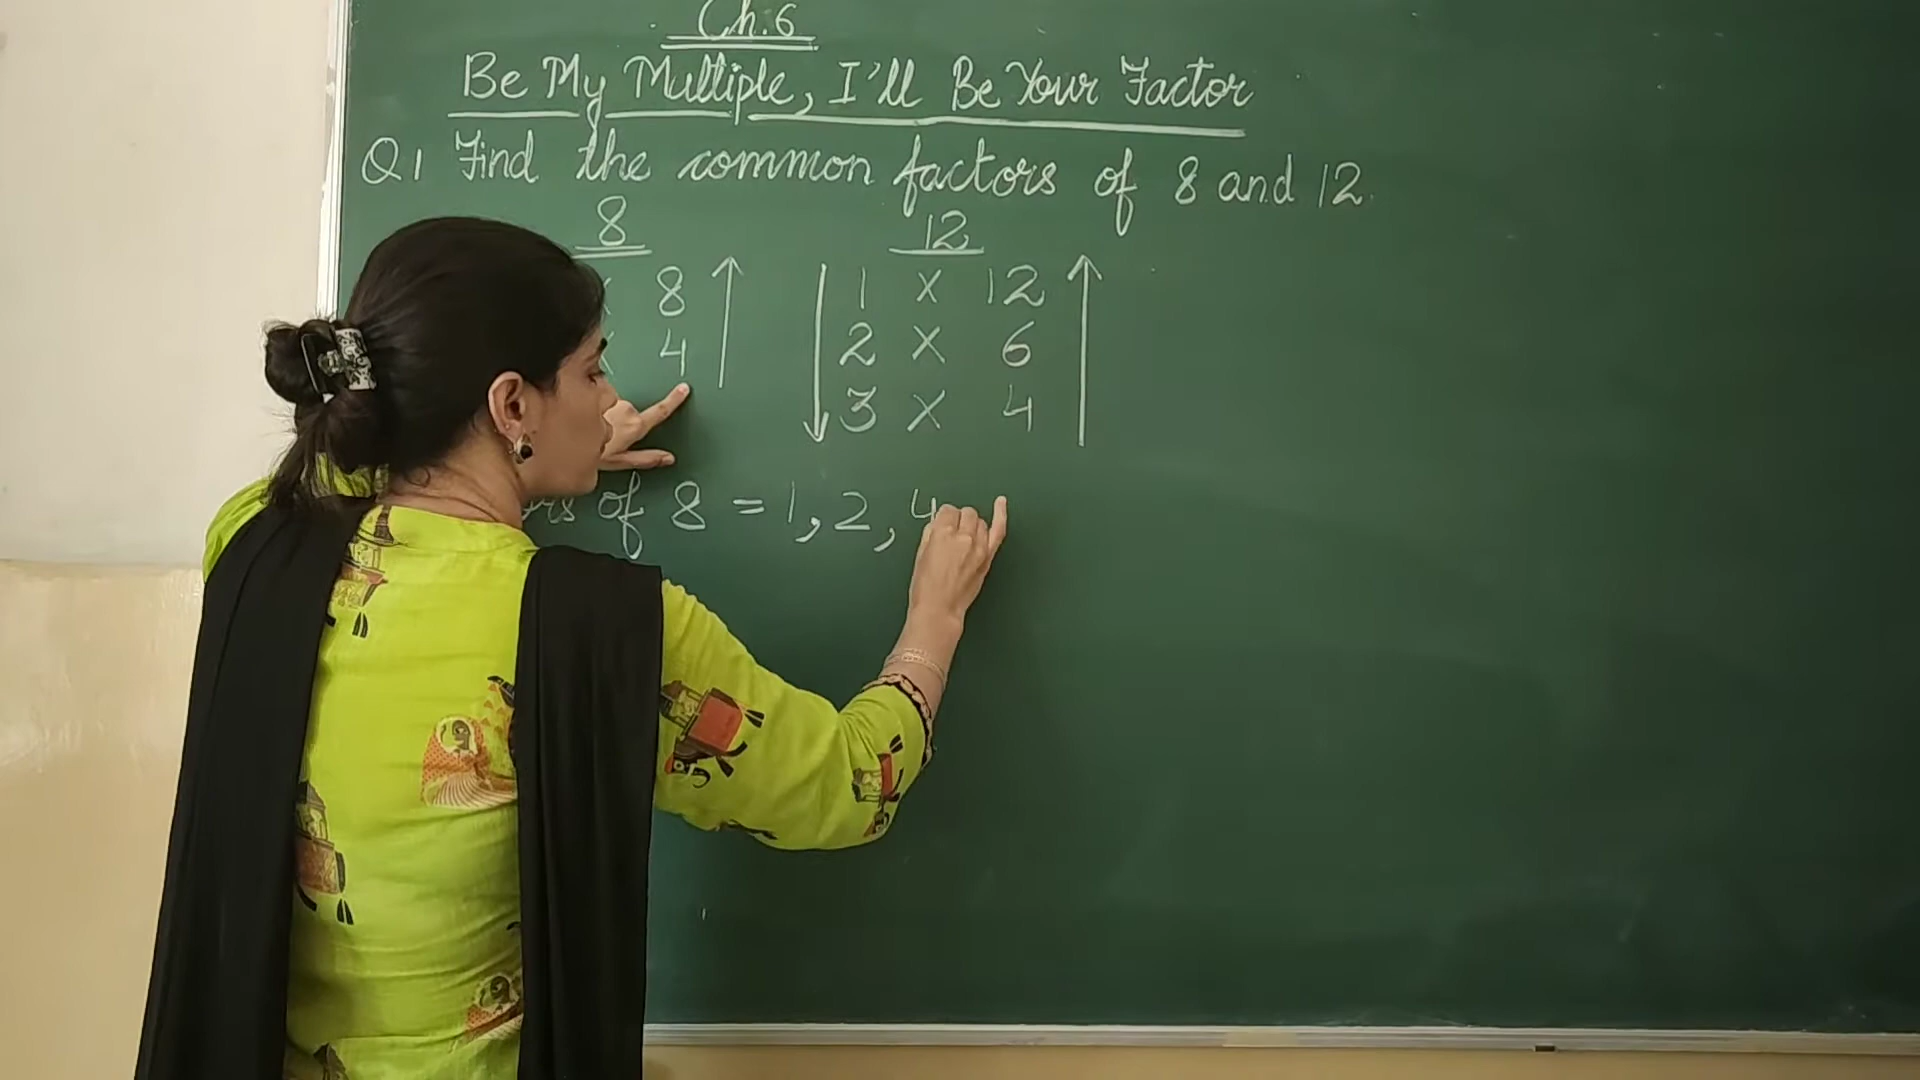 Ch.6
Be My Multiple, I'll Be Your Factor
Q1 Find the common factors of 8 and 12.
8 12
8 1 X 12
4 2 X 6
3 X 4
of 8 = 1, 2, 4